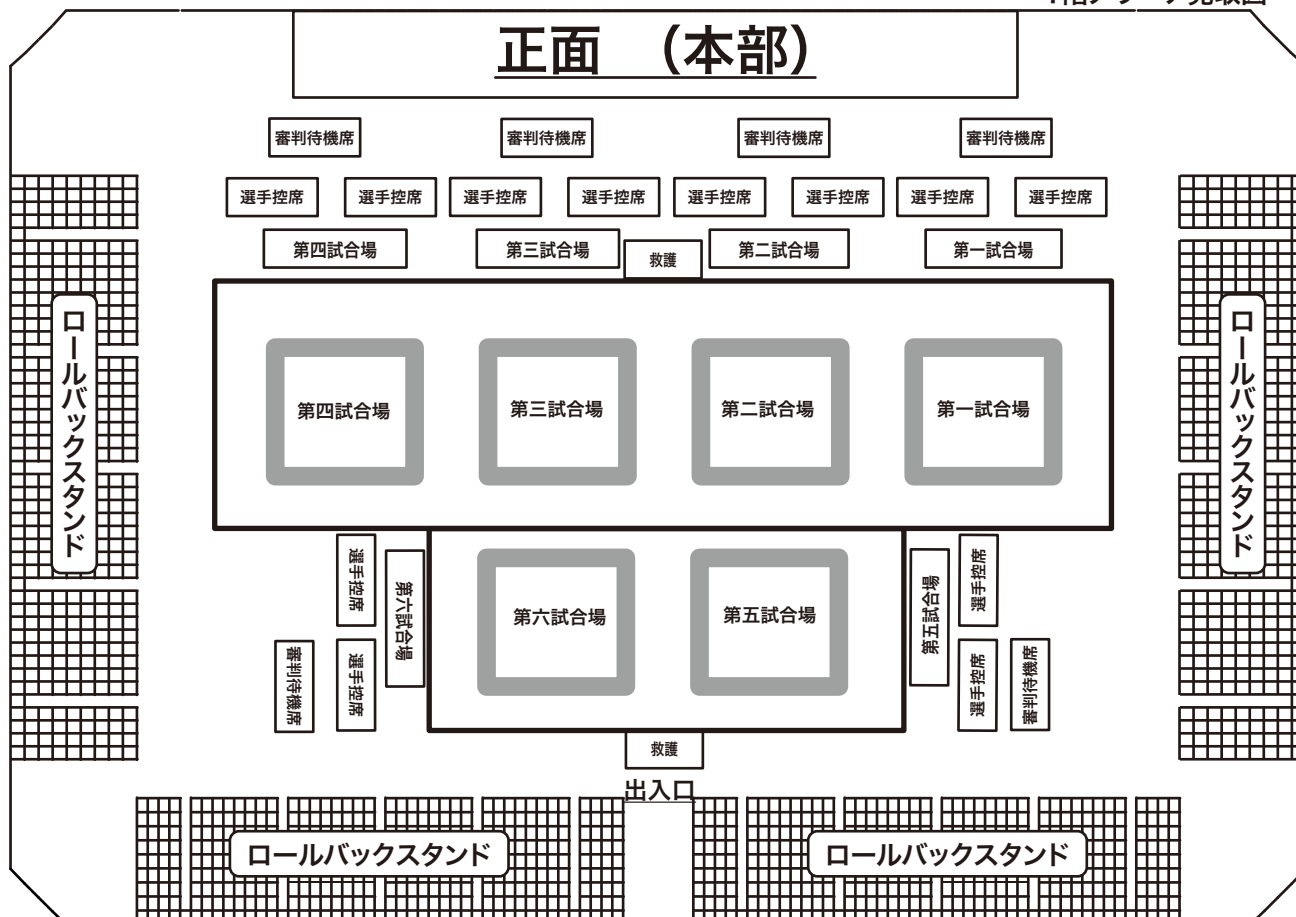 正面 （本部）
審判待機席
審判待機席
審判待機席
審判待機席
選手控席
選手控席
選手控席
選手控席
選手控席
選手控席
選手控席
選手控席
第四試合場
第三試合場
救護
第二試合場
第一試合場
ロールバックスタンド
第四試合場
第三試合場
第二試合場
第一試合場
ロールバックスタンド
選手控席
第六試合場
第六試合場
第五試合場
第五試合場
選手控席
審判待機席
選手控席
選手控席
審判待機席
救護
出入口
ロールバックスタンド
ロールバックスタンド